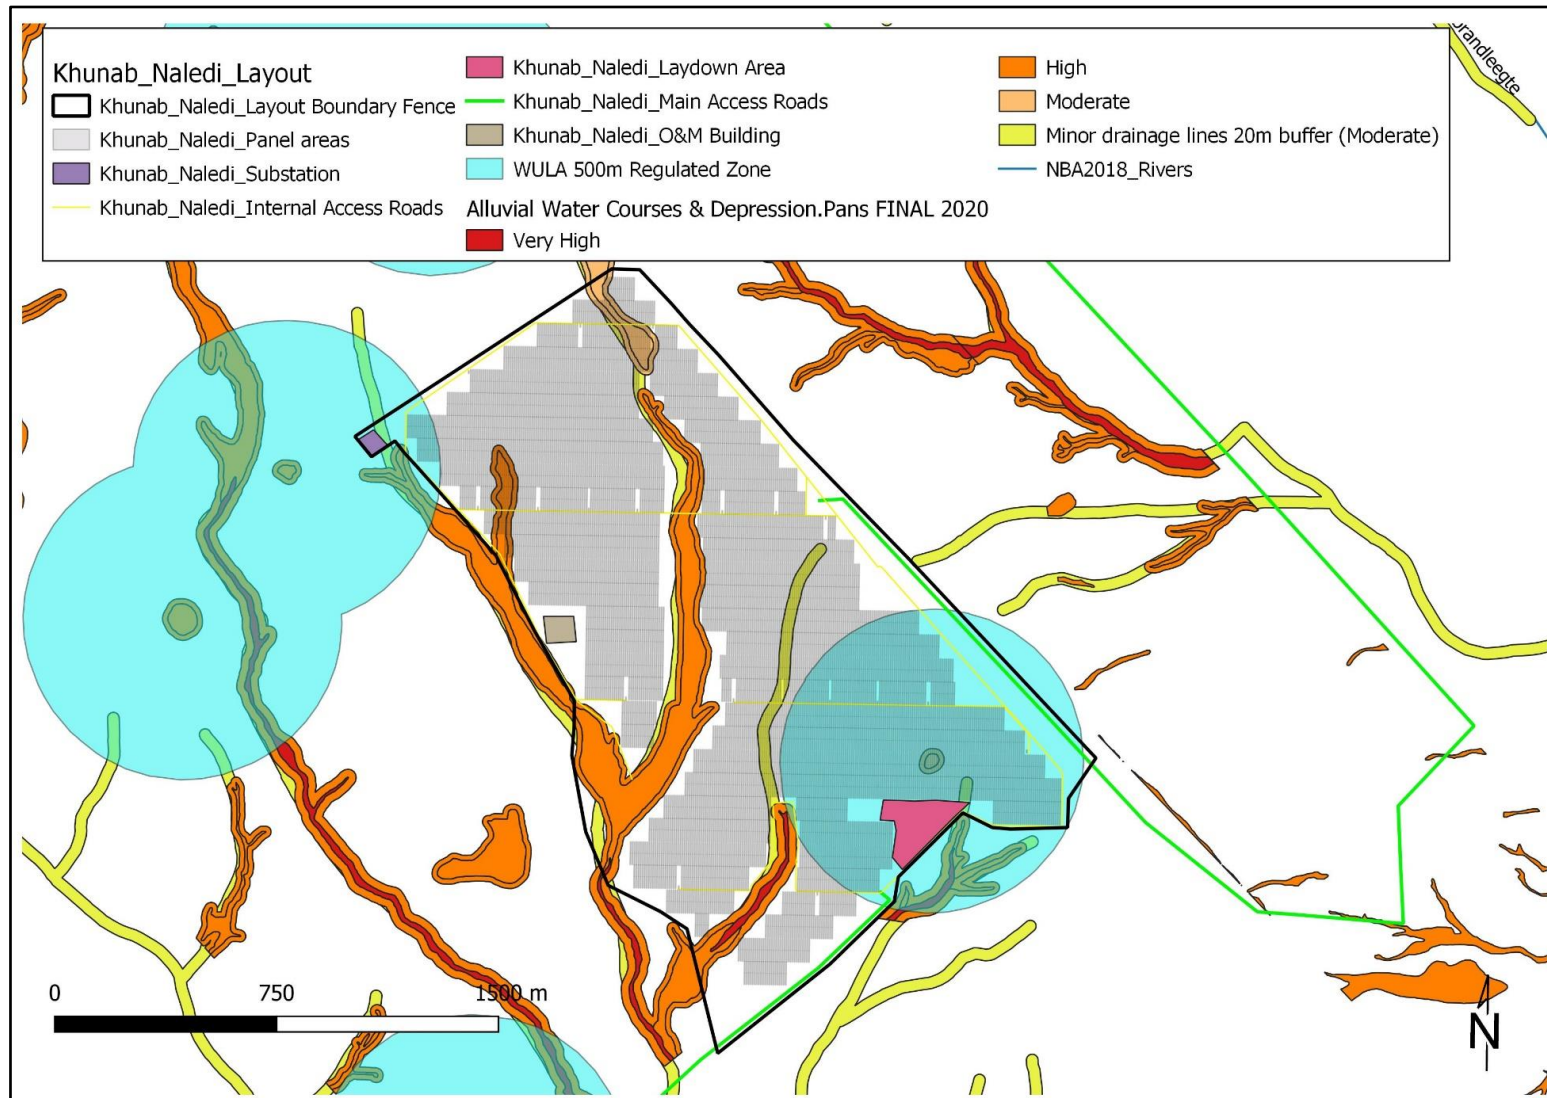 Khunab_Naledi_Layout
Khunab_Naledi_Layout Boundary Fence
Khunab_Naledi_Panel areas
Khunab_Naledi_Substation
Khunab_Naledi_Internal Access Roads
Khunab_Naledi_Laydown Area
Khunab_Naledi_Main Access Roads
Khunab_Naledi_O&M Building
WULA 500m Regulated Zone
Alluvial Water Courses & Depression.Pans FINAL 2020
Very High
High
Moderate
Minor drainage lines 20m buffer (Moderate)
NBA2018_Rivers
0 750 1500 m
N